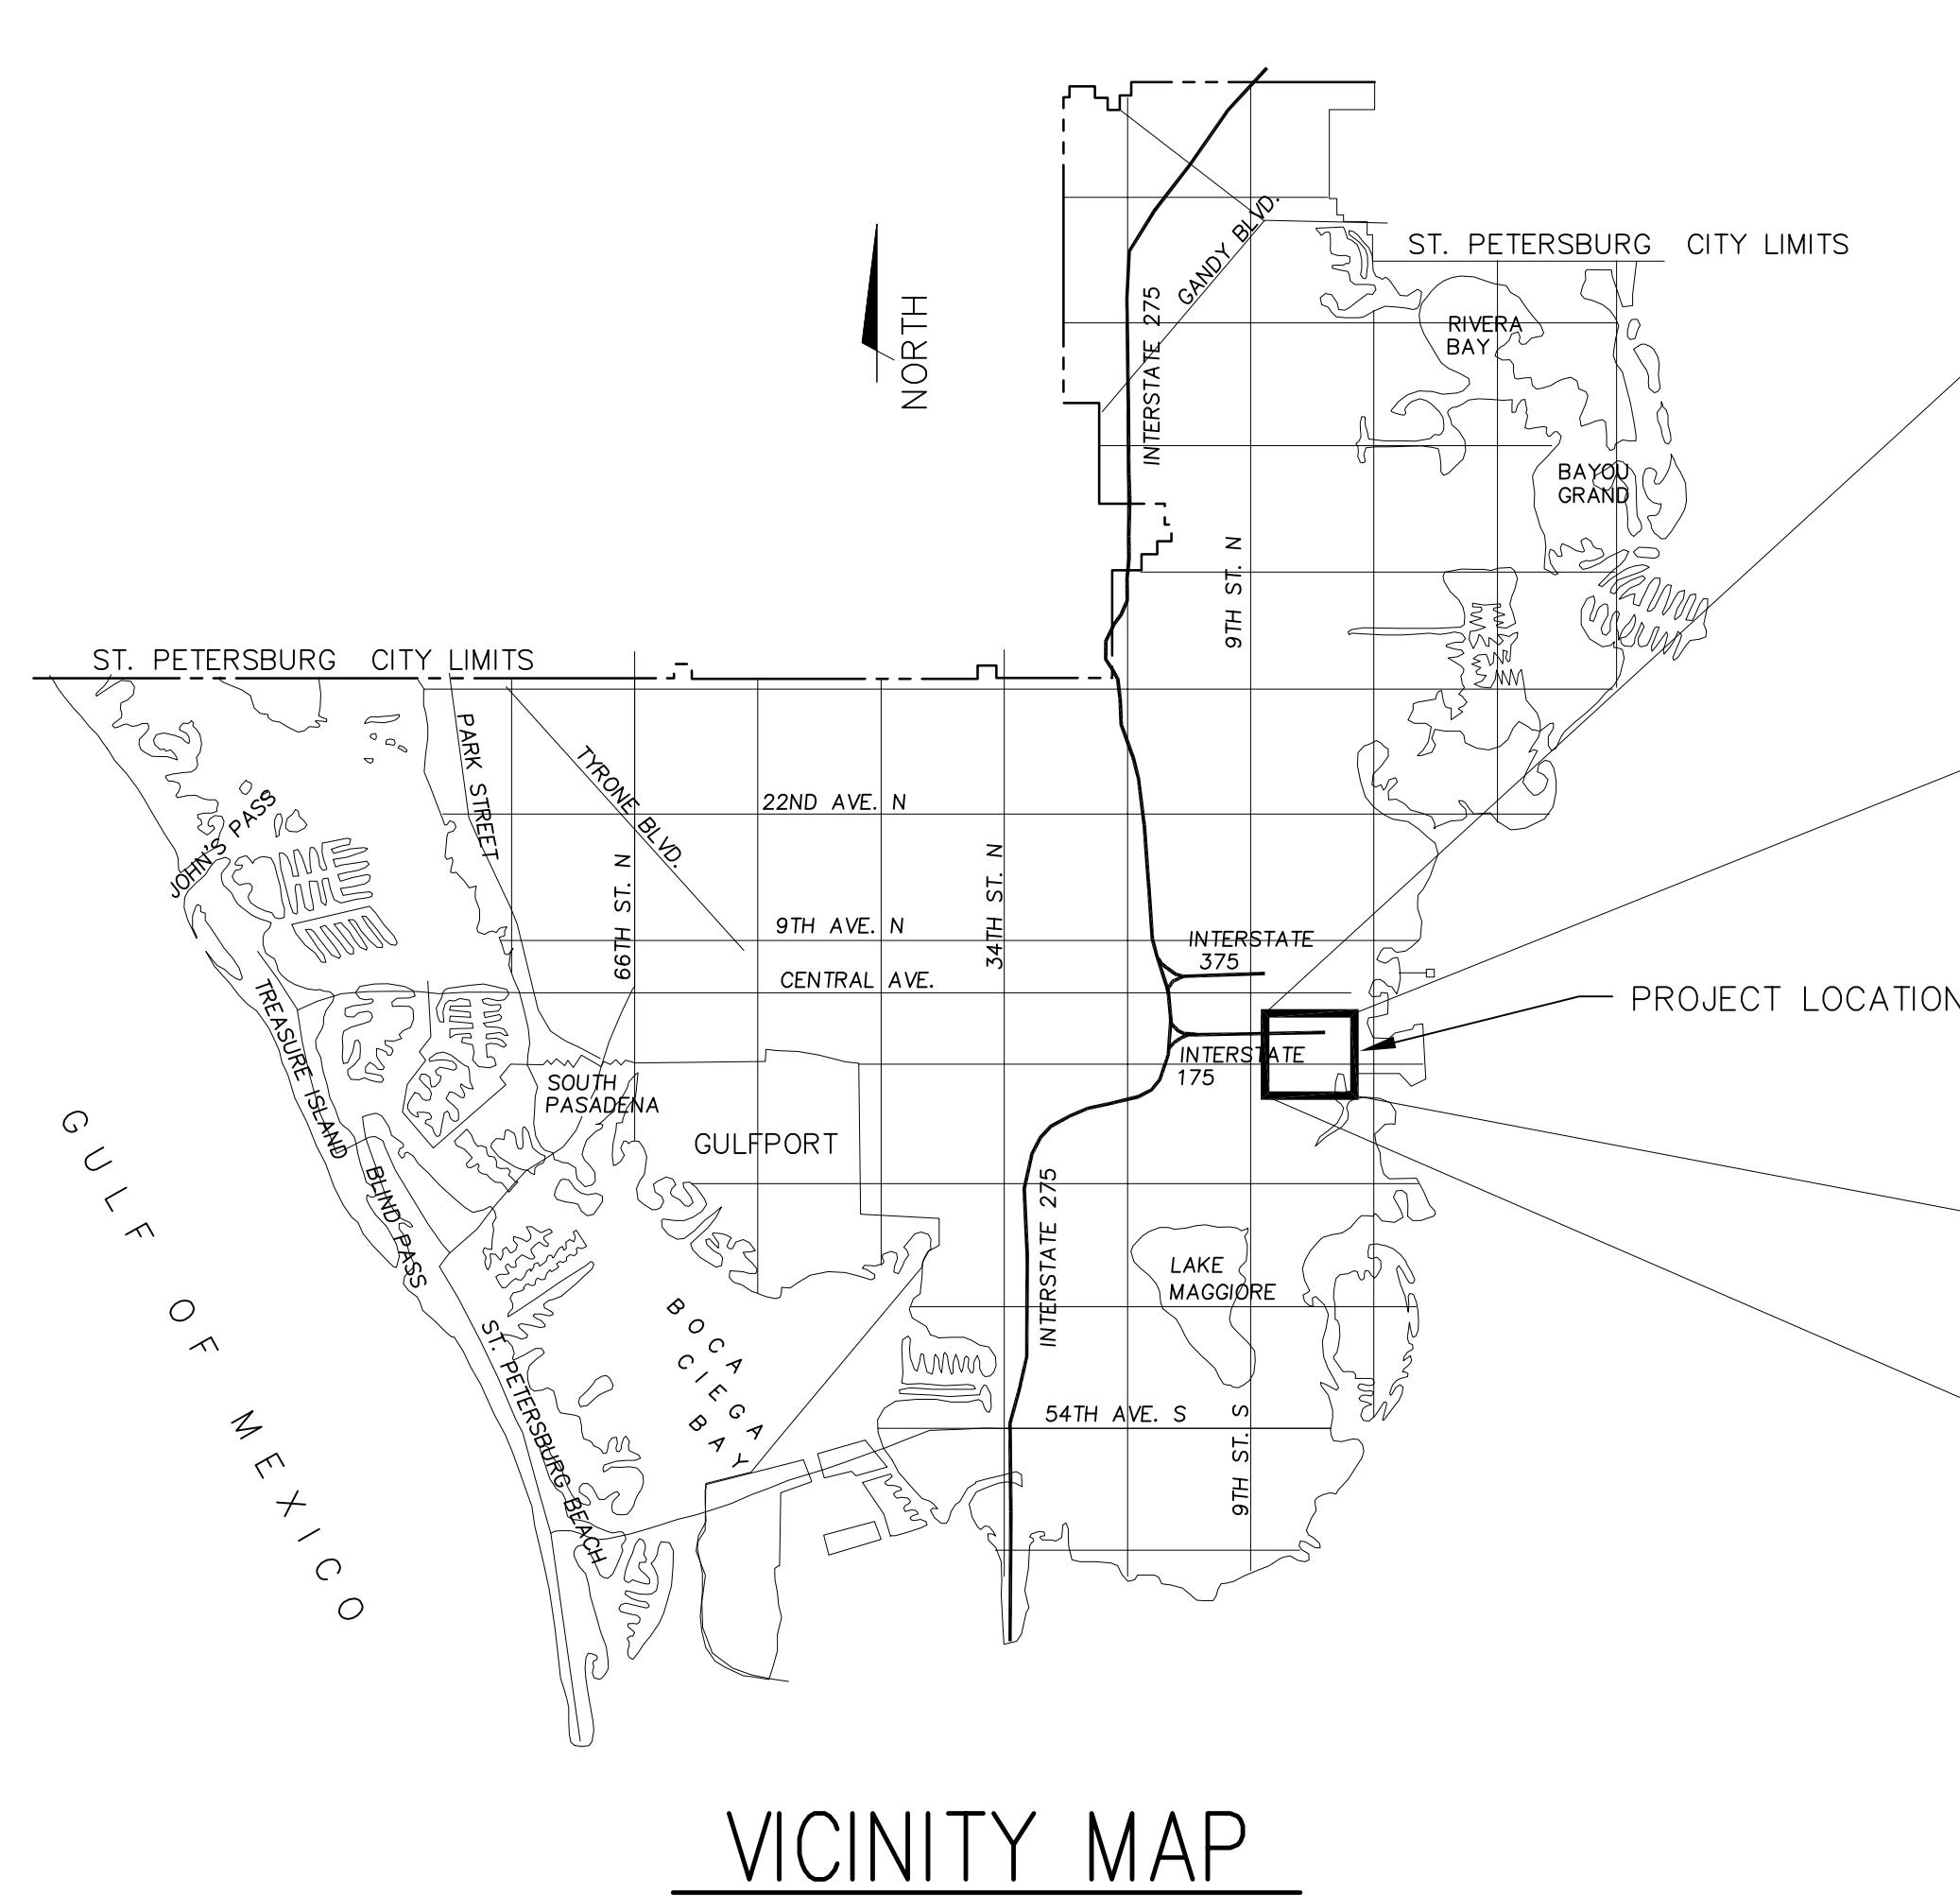 GANDY BLVD.
ST. PETERSBURG CITY LIMITS
NORTH
INTERSTATE 275
RIVERA
BAY
BAYOU
GRAND
9TH ST. N
ST. PETERSBURG CITY LIMITS
PARK STREET
TYRONE BLVD.
22ND AVE. N
JOHN'S PASS
66TH ST. N
34TH ST. N
9TH AVE. N
INTERSTATE
375
CENTRAL AVE.
PROJECT LOCATION
TREASURE ISLAND
INTERSTATE
175
SOUTH
PASADENA
GULFPORT
GULF OF MEXICO
BLIND PASS
INTERSTATE 275
LAKE
MAGGIORE
BOCA
CIEGA
BAY
ST. PETERSBURG BEACH
54TH AVE. S
9TH ST. S
VICINITY MAP